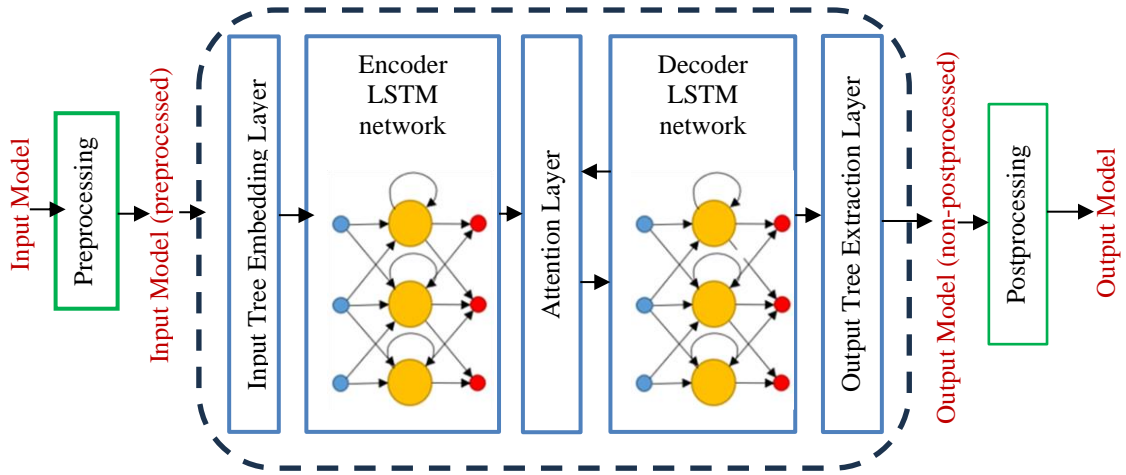 Input Model
Preprocessing
Input Model (preprocessed)
Input Tree Embedding Layer
Encoder
LSTM
network
Attention Layer
Decoder
LSTM
network
Output Tree Extraction Layer
Output Model (non-postprocessed)
Postprocessing
Output Model